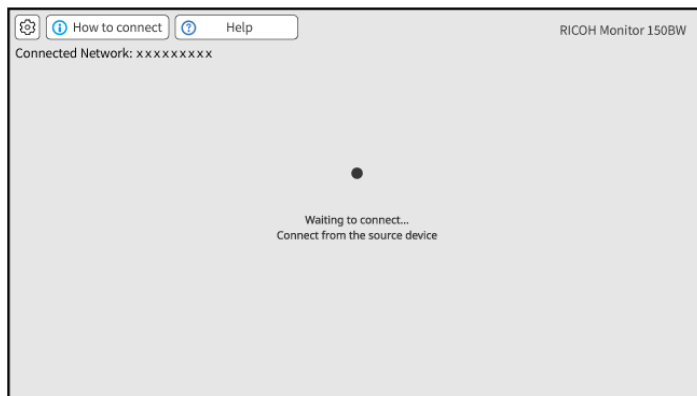 How to connect
Help
RICOH Monitor 150BW
Connected Network: xxxxxxxxx
Waiting to connect...
Connect from the source device